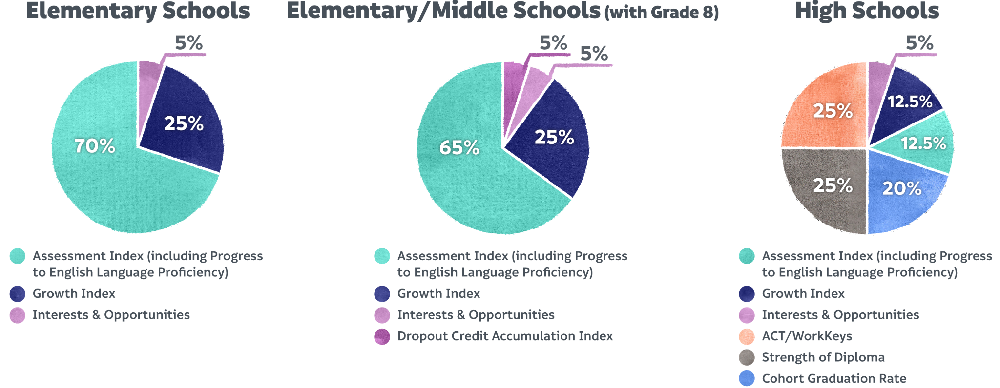 Elementary Schools
5%
25%
70%
Assessment Index (including Progress
to English Language Proficiency)
Growth Index
Interests & Opportunities
Elementary/Middle Schools (with Grade 8)
5%
5%
25%
65%
Assessment Index (including Progress
to English Language Proficiency)
Growth Index
Interests & Opportunities
Dropout Credit Accumulation Index
High Schools
5%
12.5%
25%
12.5%
25%
20%
Assessment Index (including Progress
to English Language Proficiency)
Growth Index
Interests & Opportunities
ACT/WorkKeys
Strength of Diploma
Cohort Graduation Rate